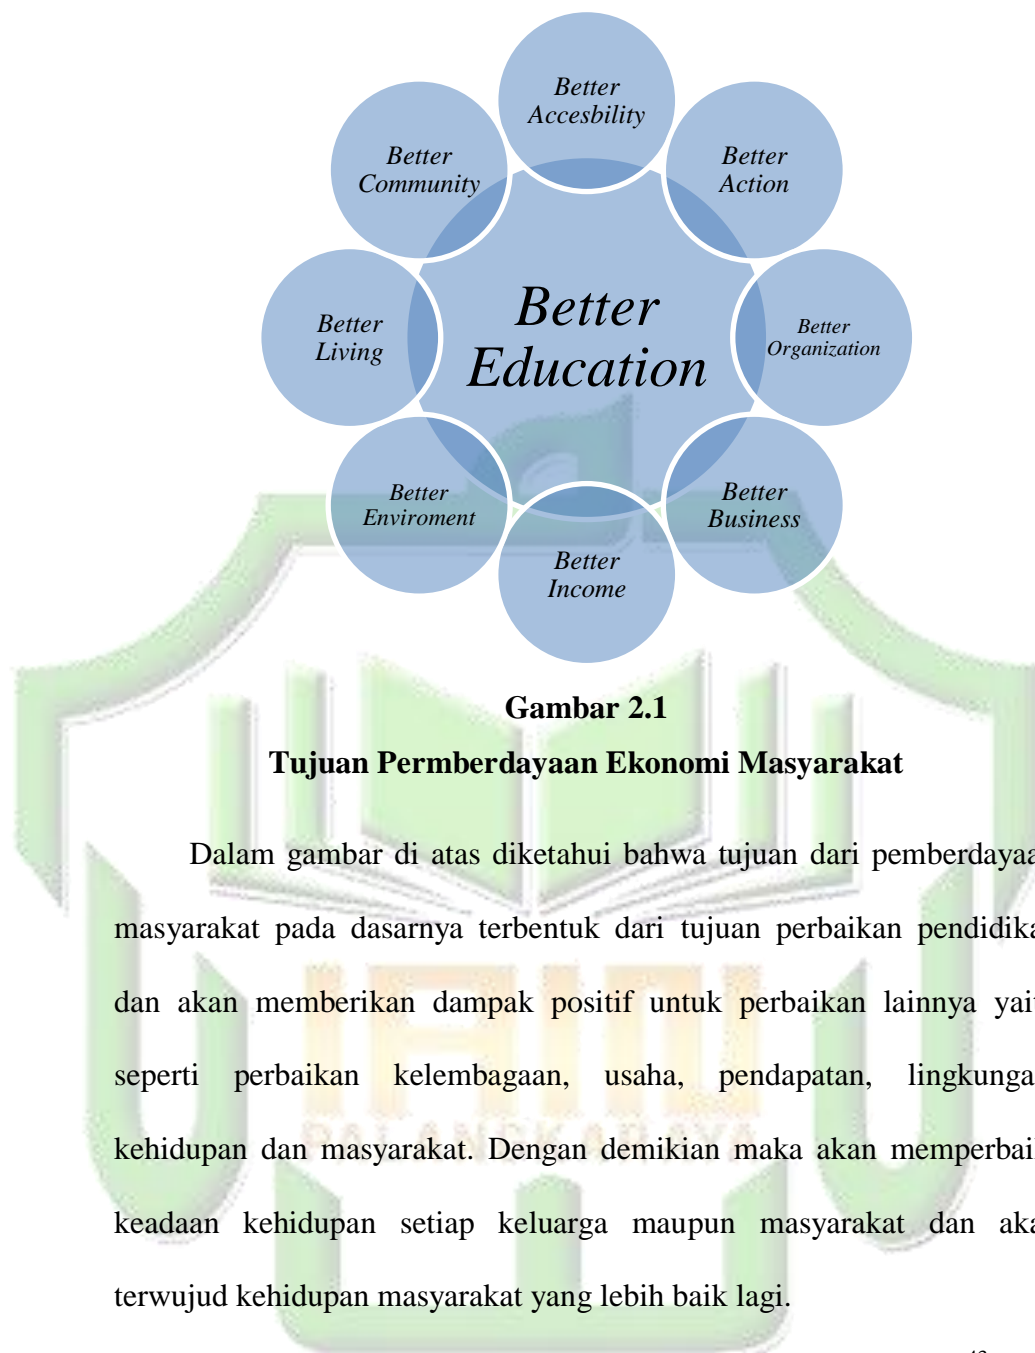 Better
Accesbility
Better
Action
Better
Organization
Better
Business
Better
Income
Better
Enviroment
Better
Living
Better
Community
Better
Education
Gambar 2.1
Tujuan Permberdayaan Ekonomi Masyarakat
Dalam gambar di atas diketahui bahwa tujuan dari pemberdayaa
masyarakat pada dasarnya terbentuk dari tujuan perbaikan pendidika
dan akan memberikan dampak positif untuk perbaikan lainnya yait
seperti perbaikan kelembagaan, usaha, pendapatan, lingkunga
kehidupan dan masyarakat. Dengan demikian maka akan memperbai
keadaan kehidupan setiap keluarga maupun masyarakat dan aka
terwujud kehidupan masyarakat yang lebih baik lagi.
IAIN
PALANGKARAYA